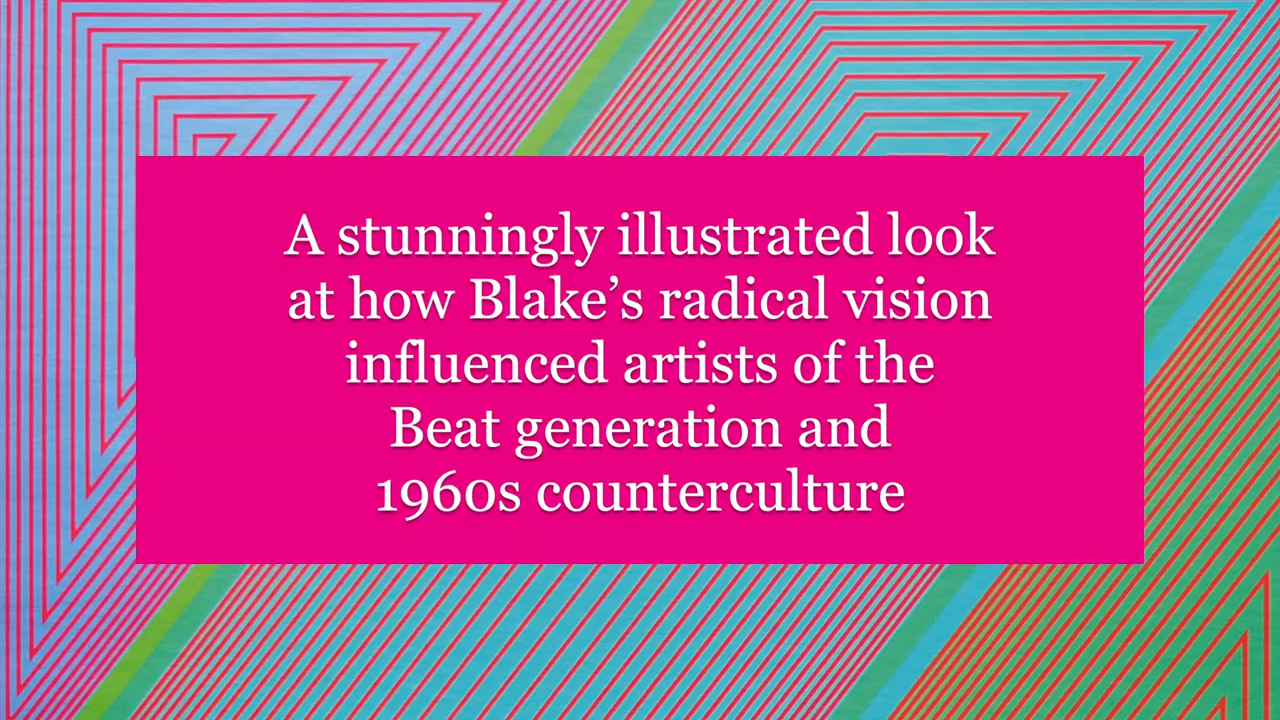 A stunningly illustrated look
at how Blake’s radical vision
influenced artists of the
Beat generation and
1960s counterculture